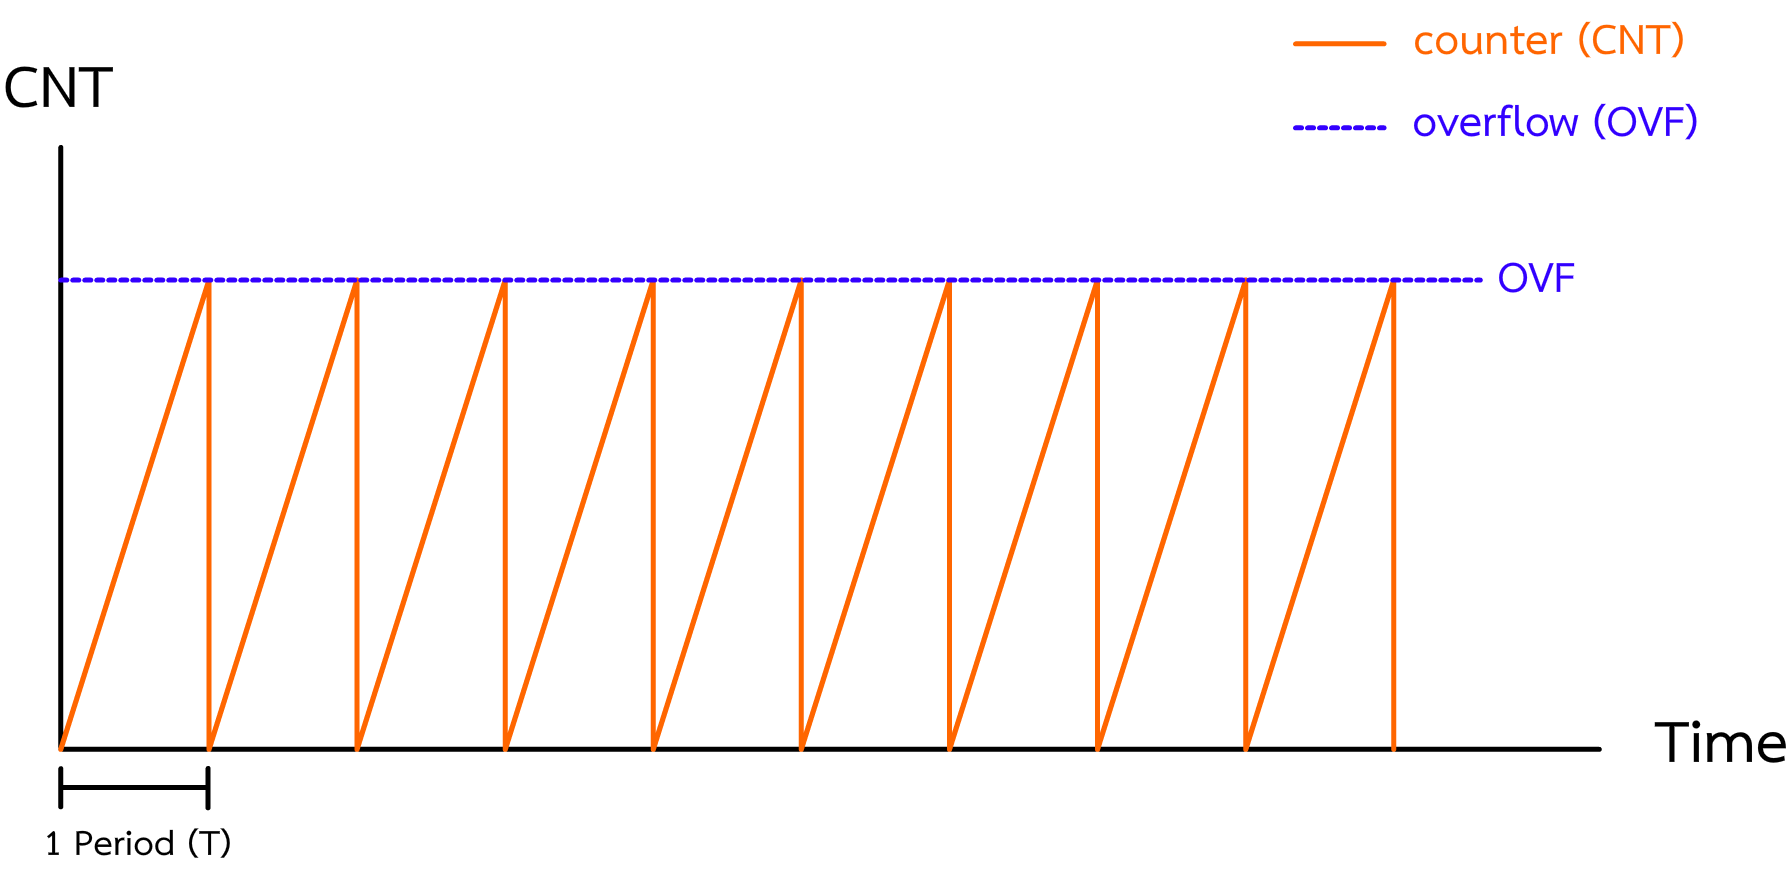 counter (CNT)
CNT
overflow (OVF)
OVF
Time
1 Period (T)